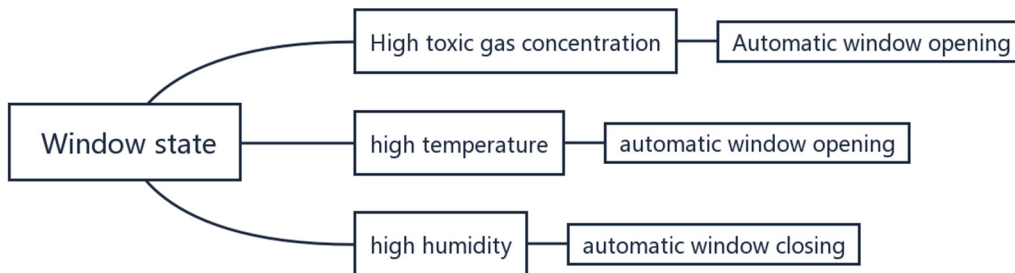 High toxic gas concentration
Automatic window opening
Window state
high temperature
automatic window opening
high humidity
automatic window closing